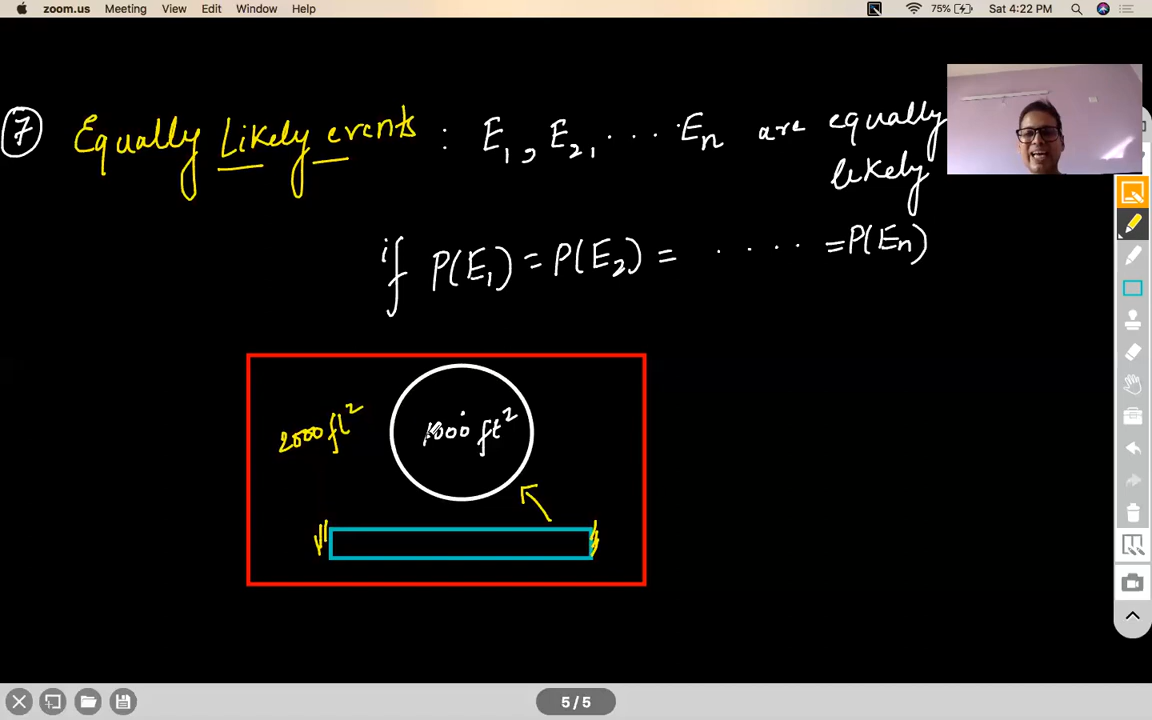 zoom.us Meeting View Edit Window Help 75% Sat 4:22 PM
7 Equally Likely events : E1, E2, . . . En are equally
likely
if P(E1) = P(E2) = . . . . = P(En)
2000 ft²
1000 ft²
5 / 5